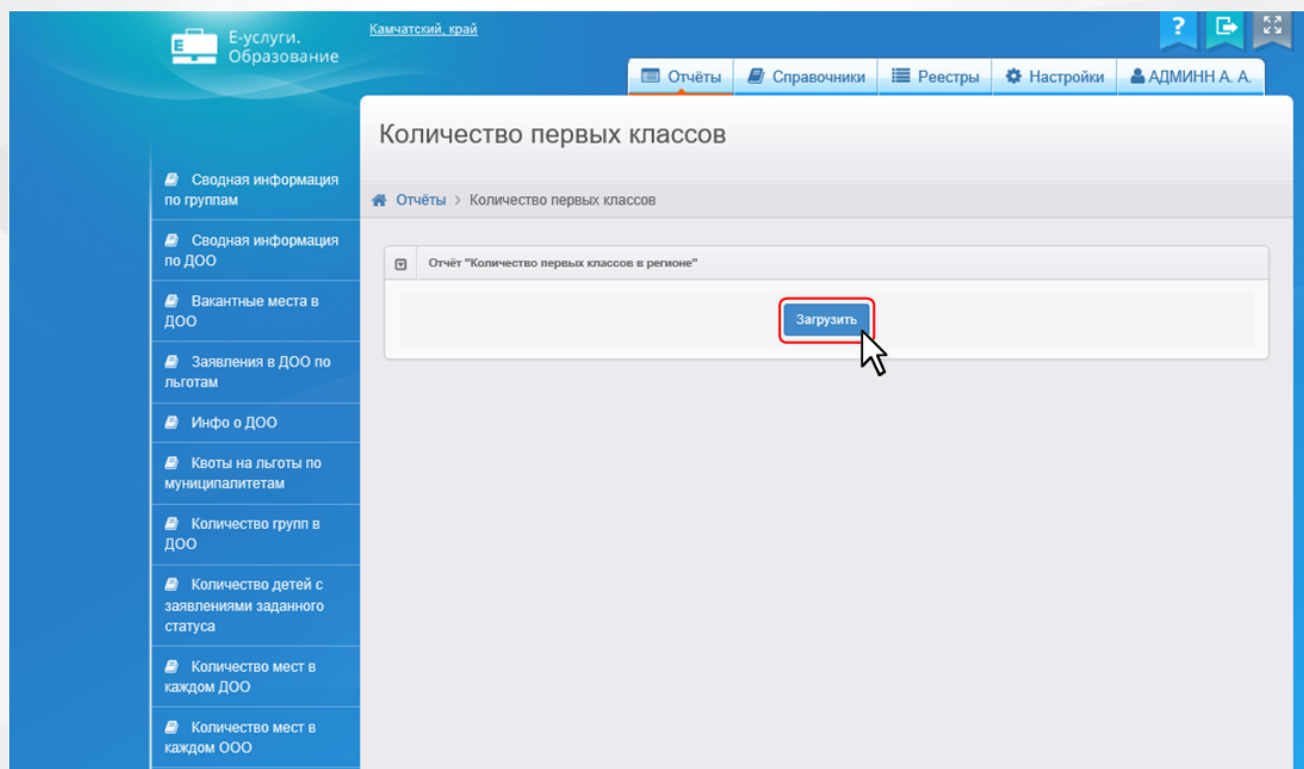 Е-услуги.
Образование
Камчатский, край
?
Отчёты
Справочники
Реестры
Настройки
АДМИНН А. А.
Количество первых классов
Отчёты > Количество первых классов
Отчёт "Количество первых классов в регионе"
Загрузить
Сводная информация
по группам
Сводная информация
по ДОО
Вакантные места в
ДОО
Заявления в ДОО по
льготам
Инфо о ДОО
Квоты на льготы по
муниципалитетам
Количество групп в
ДОО
Количество детей с
заявлениями заданного
статуса
Количество мест в
каждом ДОО
Количество мест в
каждом ООО